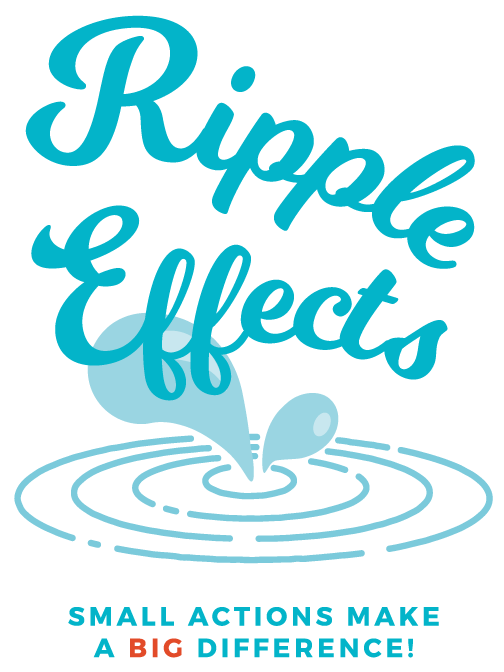 Ripple
Effects
SMALL ACTIONS MAKE
A BIG DIFFERENCE!